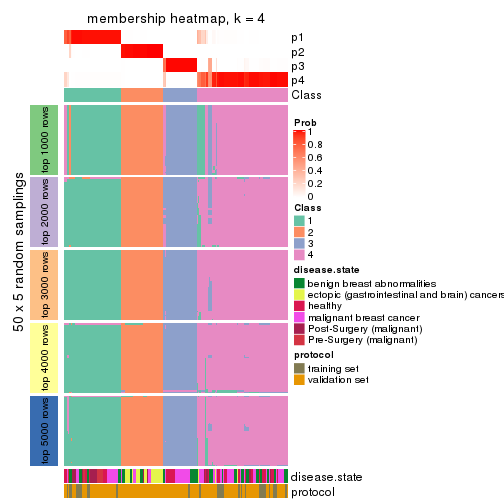 membership heatmap, k = 4
p1
p2
p3
p4
Class
50 x 5 random samplings
top 1000 rows
top 2000 rows
top 3000 rows
top 4000 rows
top 5000 rows
Prob
1
0.8
0.6
0.4
0.2
0
Class
1
2
3
4
disease.state
benign breast abnormalities
ectopic (gastrointestinal and brain) cancers
healthy
malignant breast cancer
Post-Surgery (malignant)
Pre-Surgery (malignant)
protocol
training set
validation set
disease.state
protocol